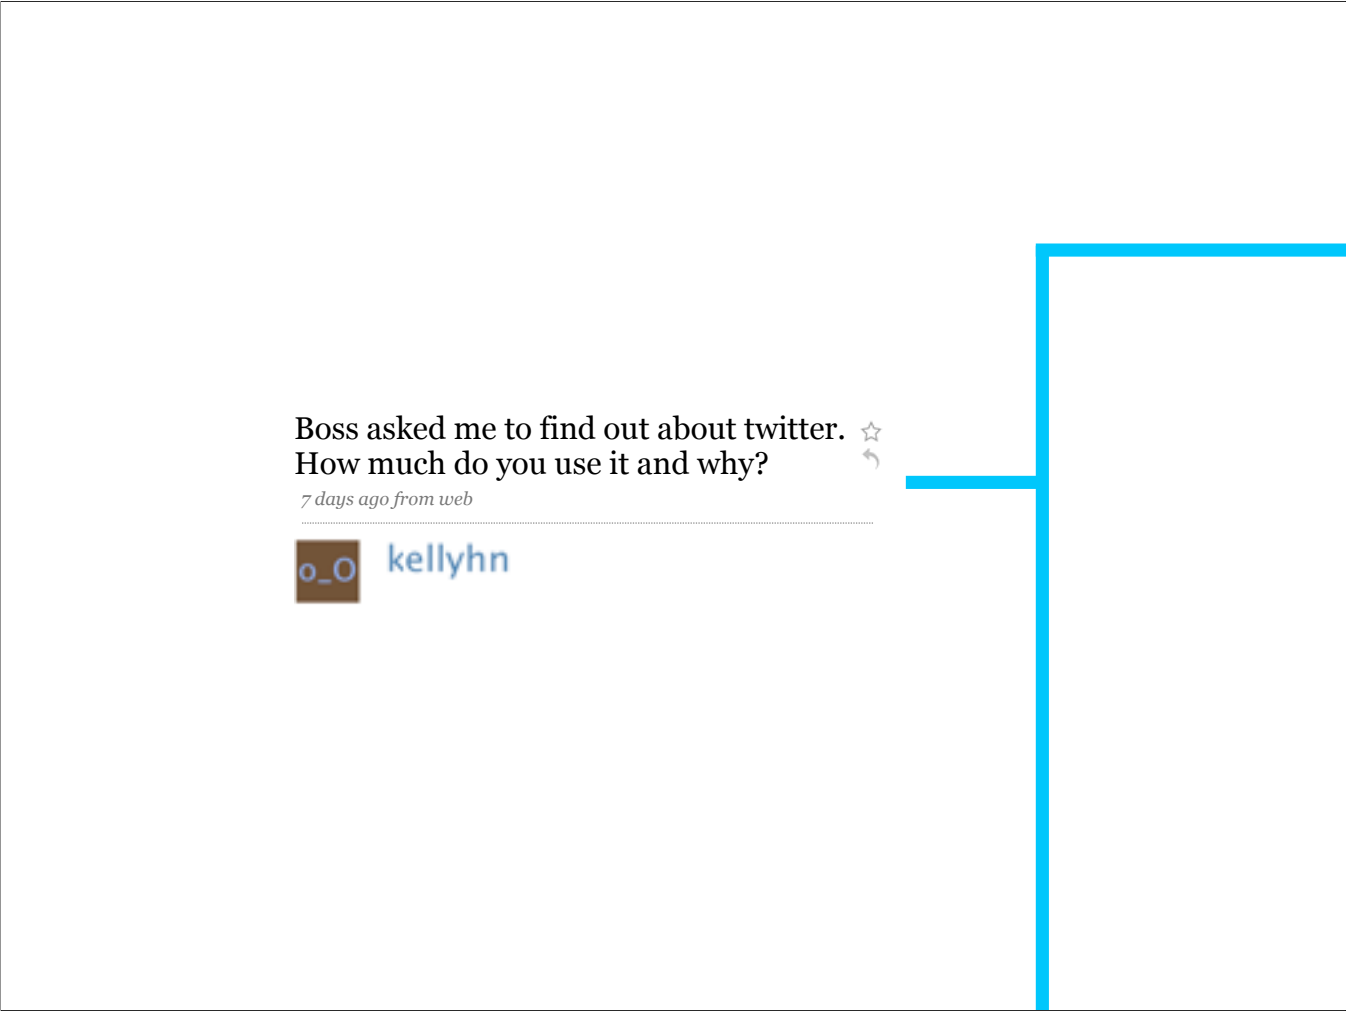 Boss asked me to find out about twitter.
How much do you use it and why?
7 days ago from web
o_O
kellyhn